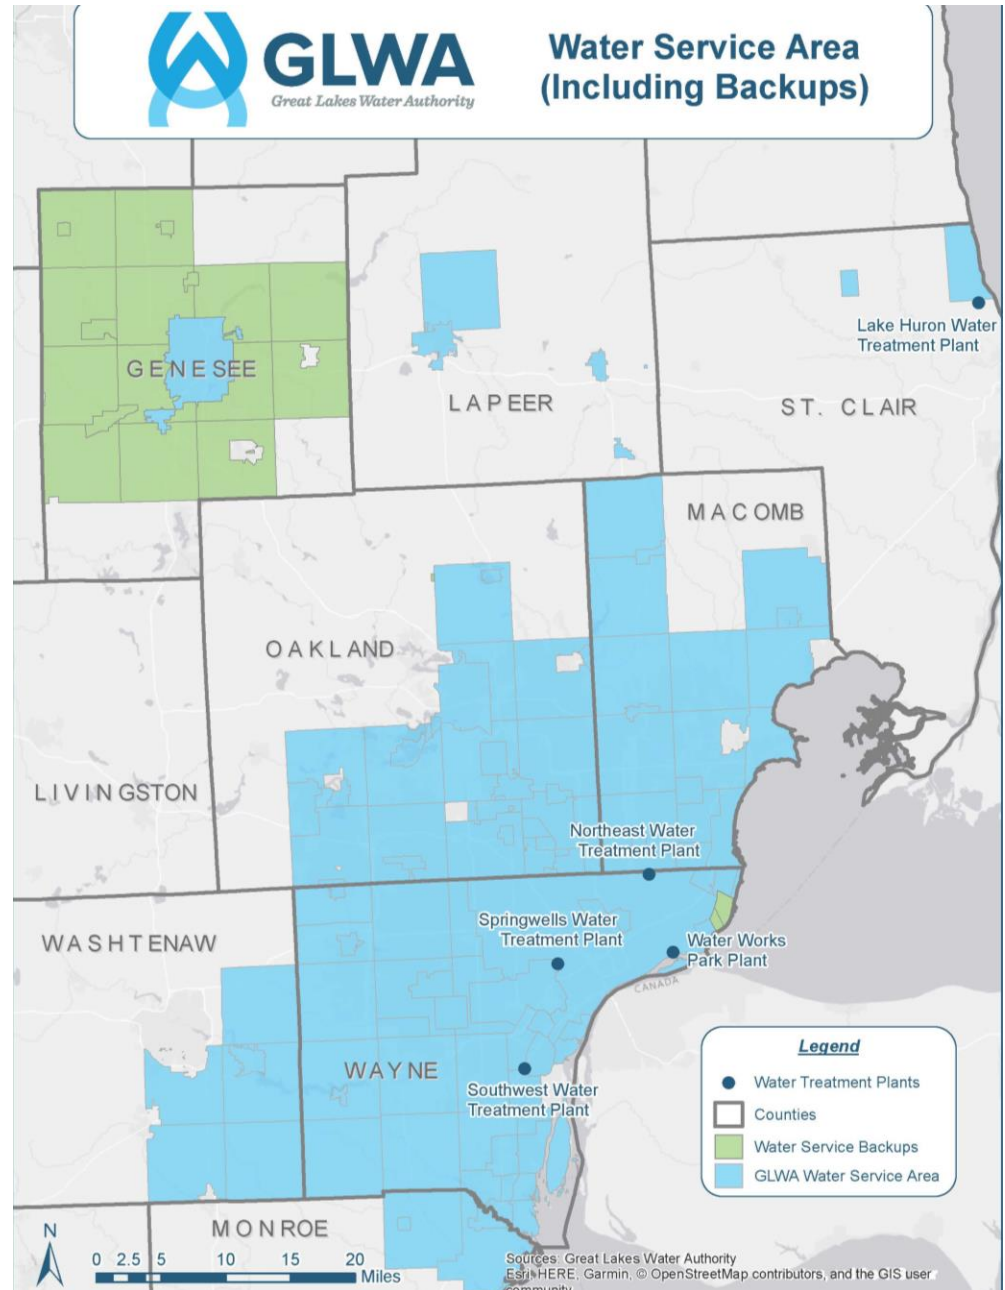 GLWA
Great Lakes Water Authority
Water Service Area
(Including Backups)
Lake Huron Water
Treatment Plant
GENESEE
LAPEER
ST. CLAIR
MACOMB
OAKLAND
LIVINGSTON
Northeast Water
Treatment Plant
Springwells Water
Treatment Plant
WASHTENAW
Water Works
Park Plant
CANADA
WAYNE
Southwest Water
Treatment Plant
Legend
Water Treatment Plants
Counties
Water Service Backups
GLWA Water Service Area
MONROE
N
0 2.5 5 10 15 20
Miles
Sources: Great Lakes Water Authority
Esri, HERE, Garmin, © OpenStreetMap contributors, and the GIS user
community